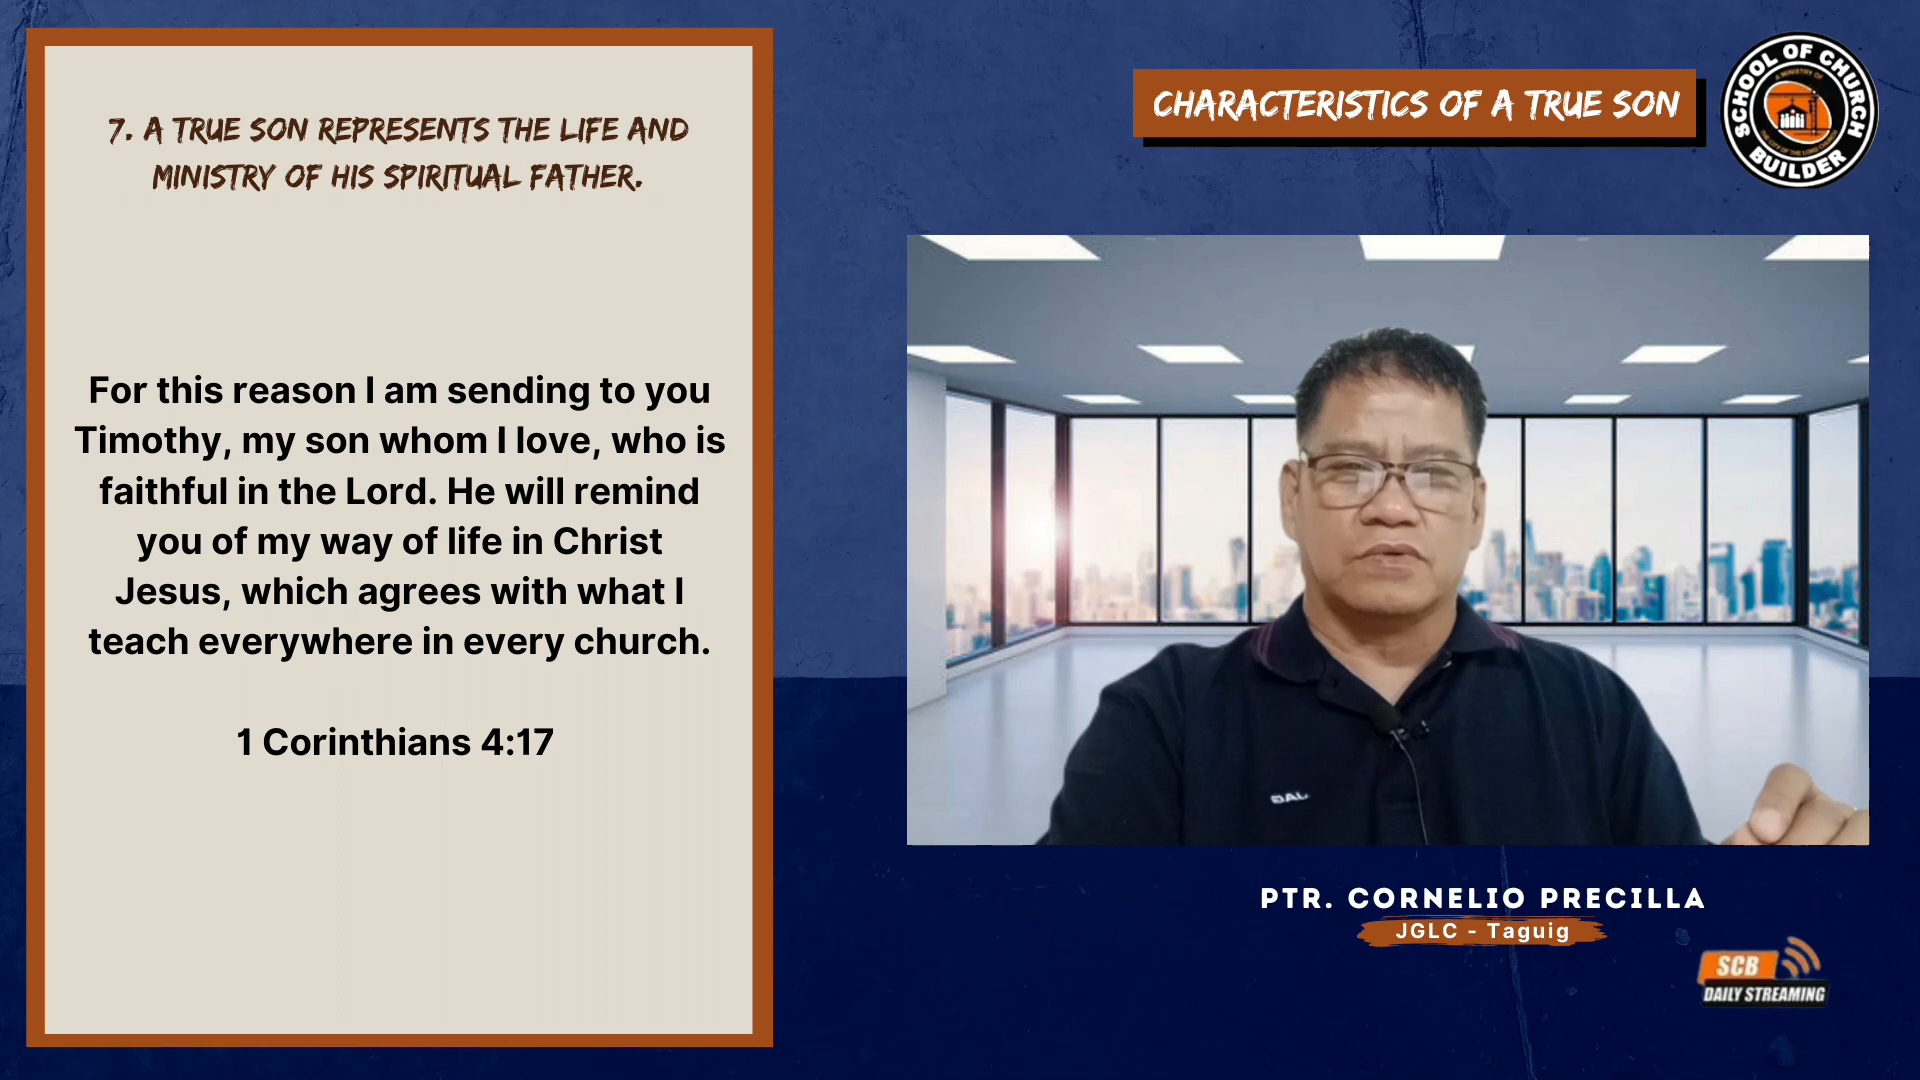 7. A TRUE SON REPRESENTS THE LIFE AND
MINISTRY OF HIS SPIRITUAL FATHER.
For this reason I am sending to you
Timothy, my son whom I love, who is
faithful in the Lord. He will remind
you of my way of life in Christ
Jesus, which agrees with what I
teach everywhere in every church.
1 Corinthians 4:17
CHARACTERISTICS OF A TRUE SON
SCHOOL OF CHURCH
BUILDER
A MINISTRY OF
PTR. CORNELIO PRECILLA
JGLC - Taguig
SCB
DAILY STREAMING